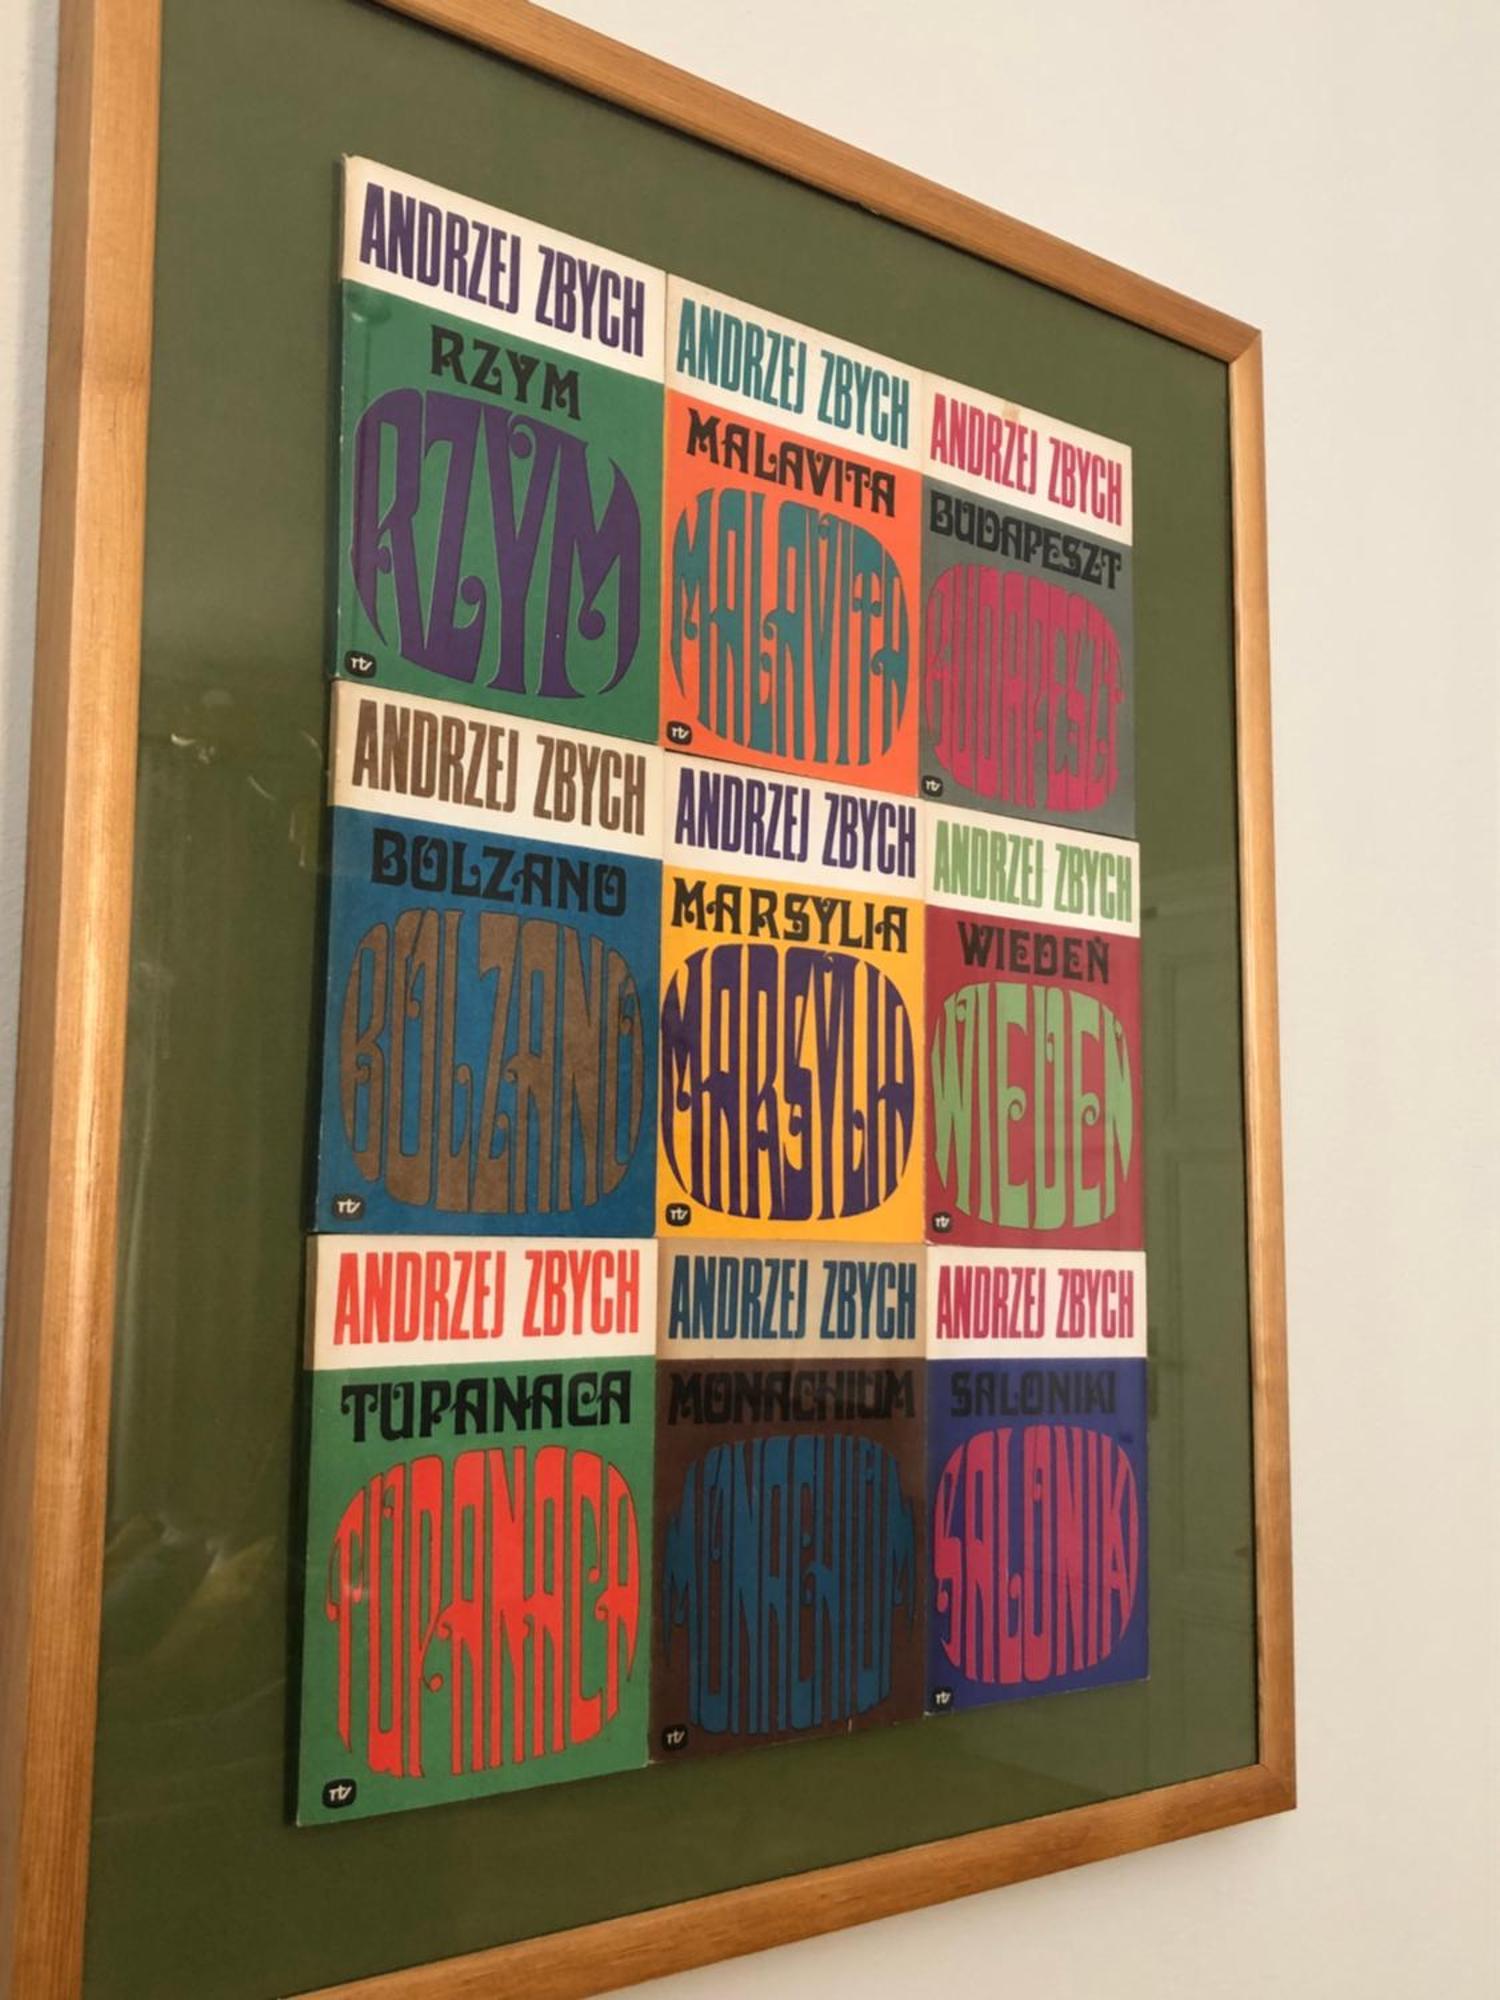 ANDRZEJ ZBYCH
RZYM
RZYM
rtv
ANDRZEJ ZBYCH
MALAVITA
MALAVITA
rtv
ANDRZEJ ZBYCH
BUDAPESZT
BUDAPESZT
rtv
ANDRZEJ ZBYCH
BOLZANO
BOLZANO
rtv
ANDRZEJ ZBYCH
MARSYLIA
MARSYLIA
rtv
ANDRZEJ ZBYCH
WIEDEŃ
WIEDEŃ
rtv
ANDRZEJ ZBYCH
TUPANACA
TUPANACA
rtv
ANDRZEJ ZBYCH
MONACHIUM
MONACHIUM
rtv
ANDRZEJ ZBYCH
SALONIKI
SALONIKI
rtv